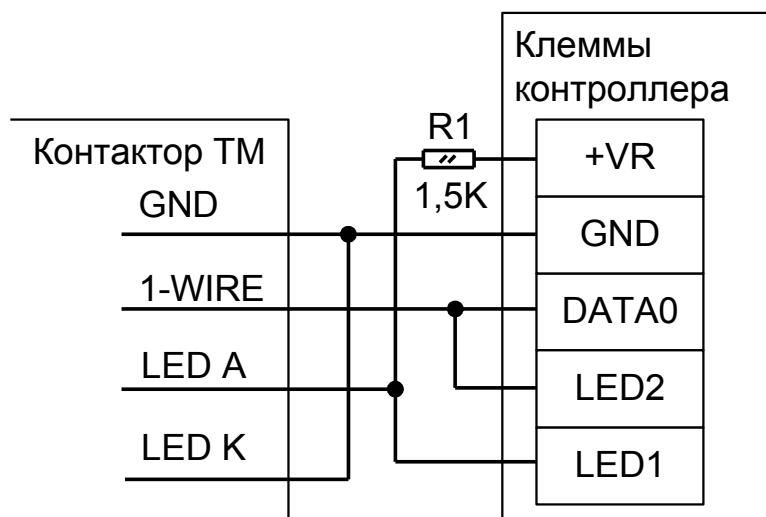 Клеммы
контроллера
Контактор ТМ
R1
1,5K
GND
1-WIRE
LED A
LED K
+VR
GND
DATA0
LED2
LED1